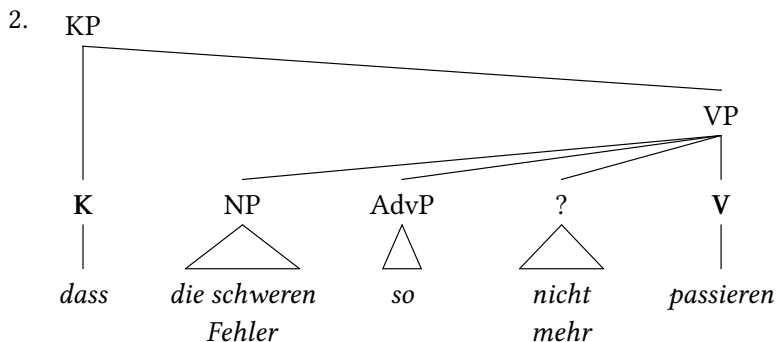 2. KP
VP
K NP AdvP ? V
dass die schweren so nicht passieren
Fehler mehr